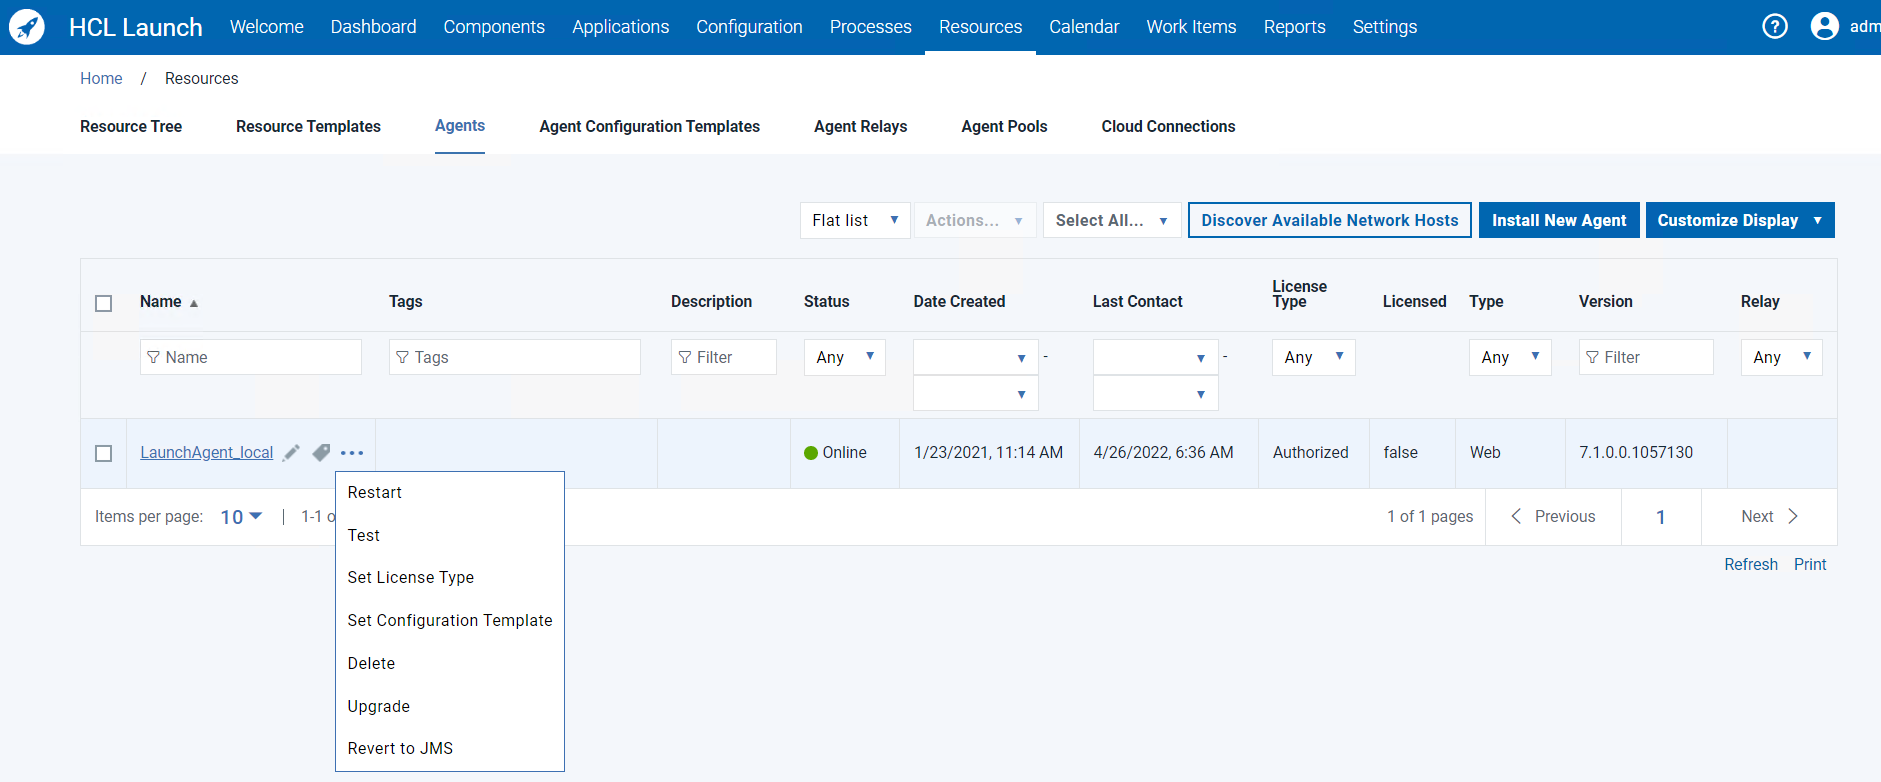 HCL Launch Welcome Dashboard Components Applications Configuration Processes Resources Calendar Work Items Reports Settings ? adm
Home / Resources
Resource Tree Resource Templates Agents Agent Configuration Templates Agent Relays Agent Pools Cloud Connections
Flat list Actions... Select All... Discover Available Network Hosts Install New Agent Customize Display
Name Tags Description Status Date Created Last Contact License Type Licensed Type Version Relay
Name Tags Filter Any - - Any Any Filter Any
LaunchAgent_local Online 1/23/2021, 11:14 AM 4/26/2022, 6:36 AM Authorized false Web 7.1.0.0.1057130
Items per page: 10 | 1-1 o 1 of 1 pages Previous 1 Next
Refresh Print
Restart
Test
Set License Type
Set Configuration Template
Delete
Upgrade
Revert to JMS